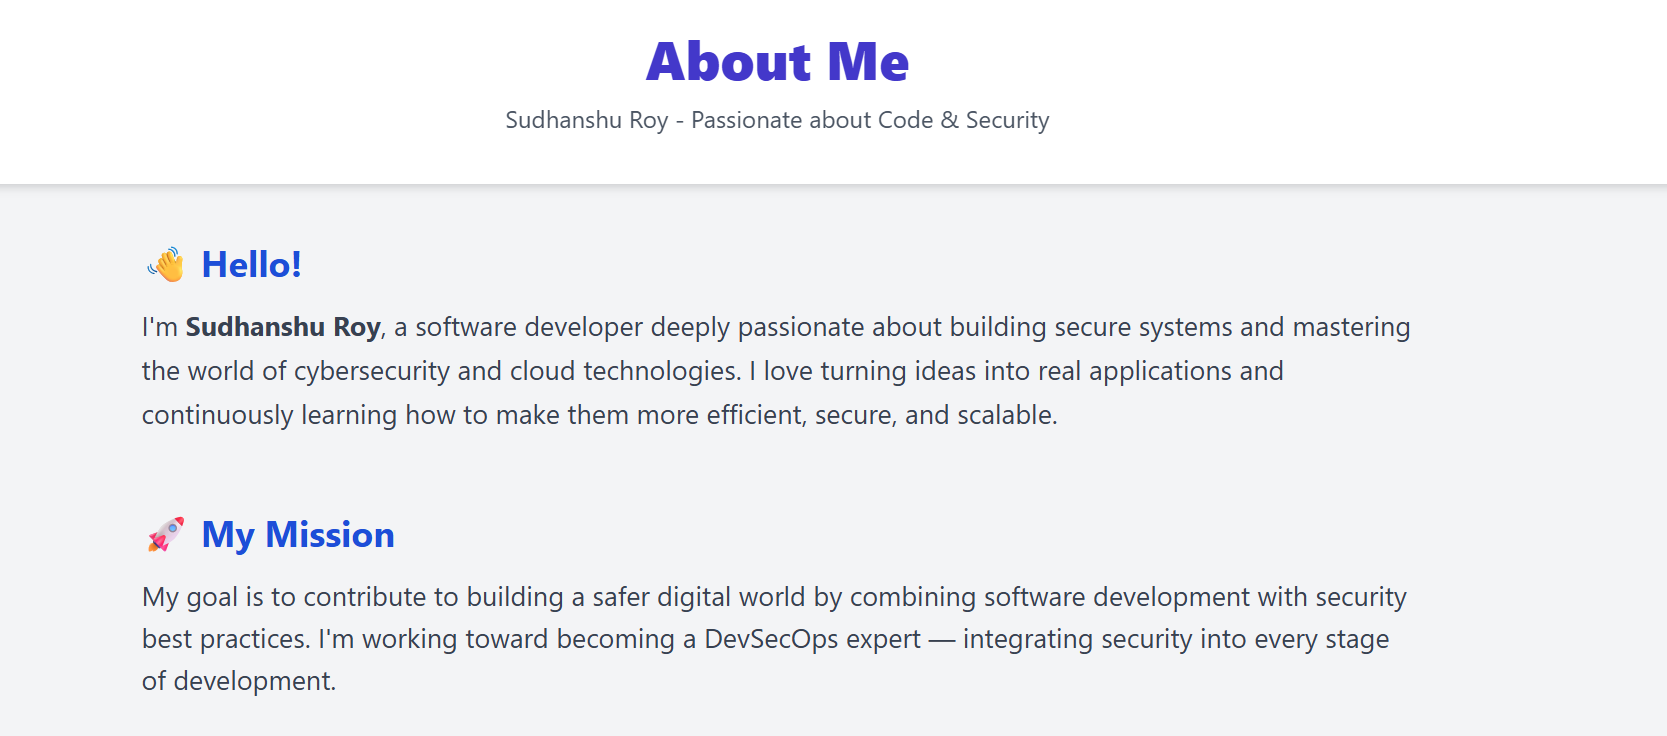 About Me
Sudhanshu Roy - Passionate about Code & Security
👋 Hello!
I'm Sudhanshu Roy, a software developer deeply passionate about building secure systems and mastering
the world of cybersecurity and cloud technologies. I love turning ideas into real applications and
continuously learning how to make them more efficient, secure, and scalable.
🚀 My Mission
My goal is to contribute to building a safer digital world by combining software development with security
best practices. I'm working toward becoming a DevSecOps expert — integrating security into every stage
of development.